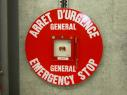 ARRET D'URGENCE
GENERAL
GENERAL
EMERGENCY STOP